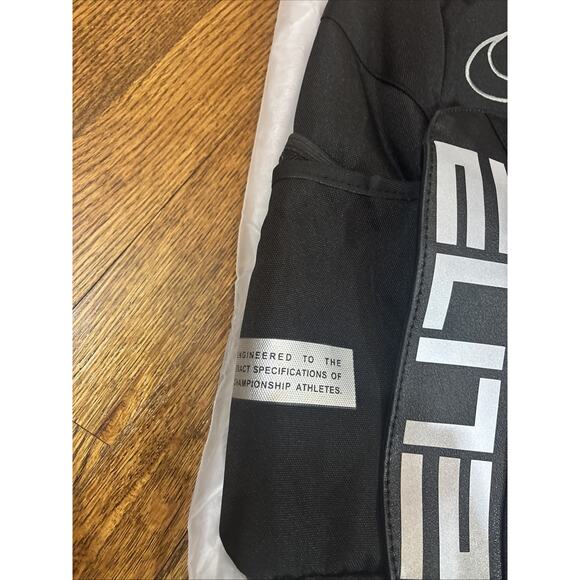 ENGINEERED TO THE
EXACT SPECIFICATIONS OF
CHAMPIONSHIP ATHLETES.
ELITE